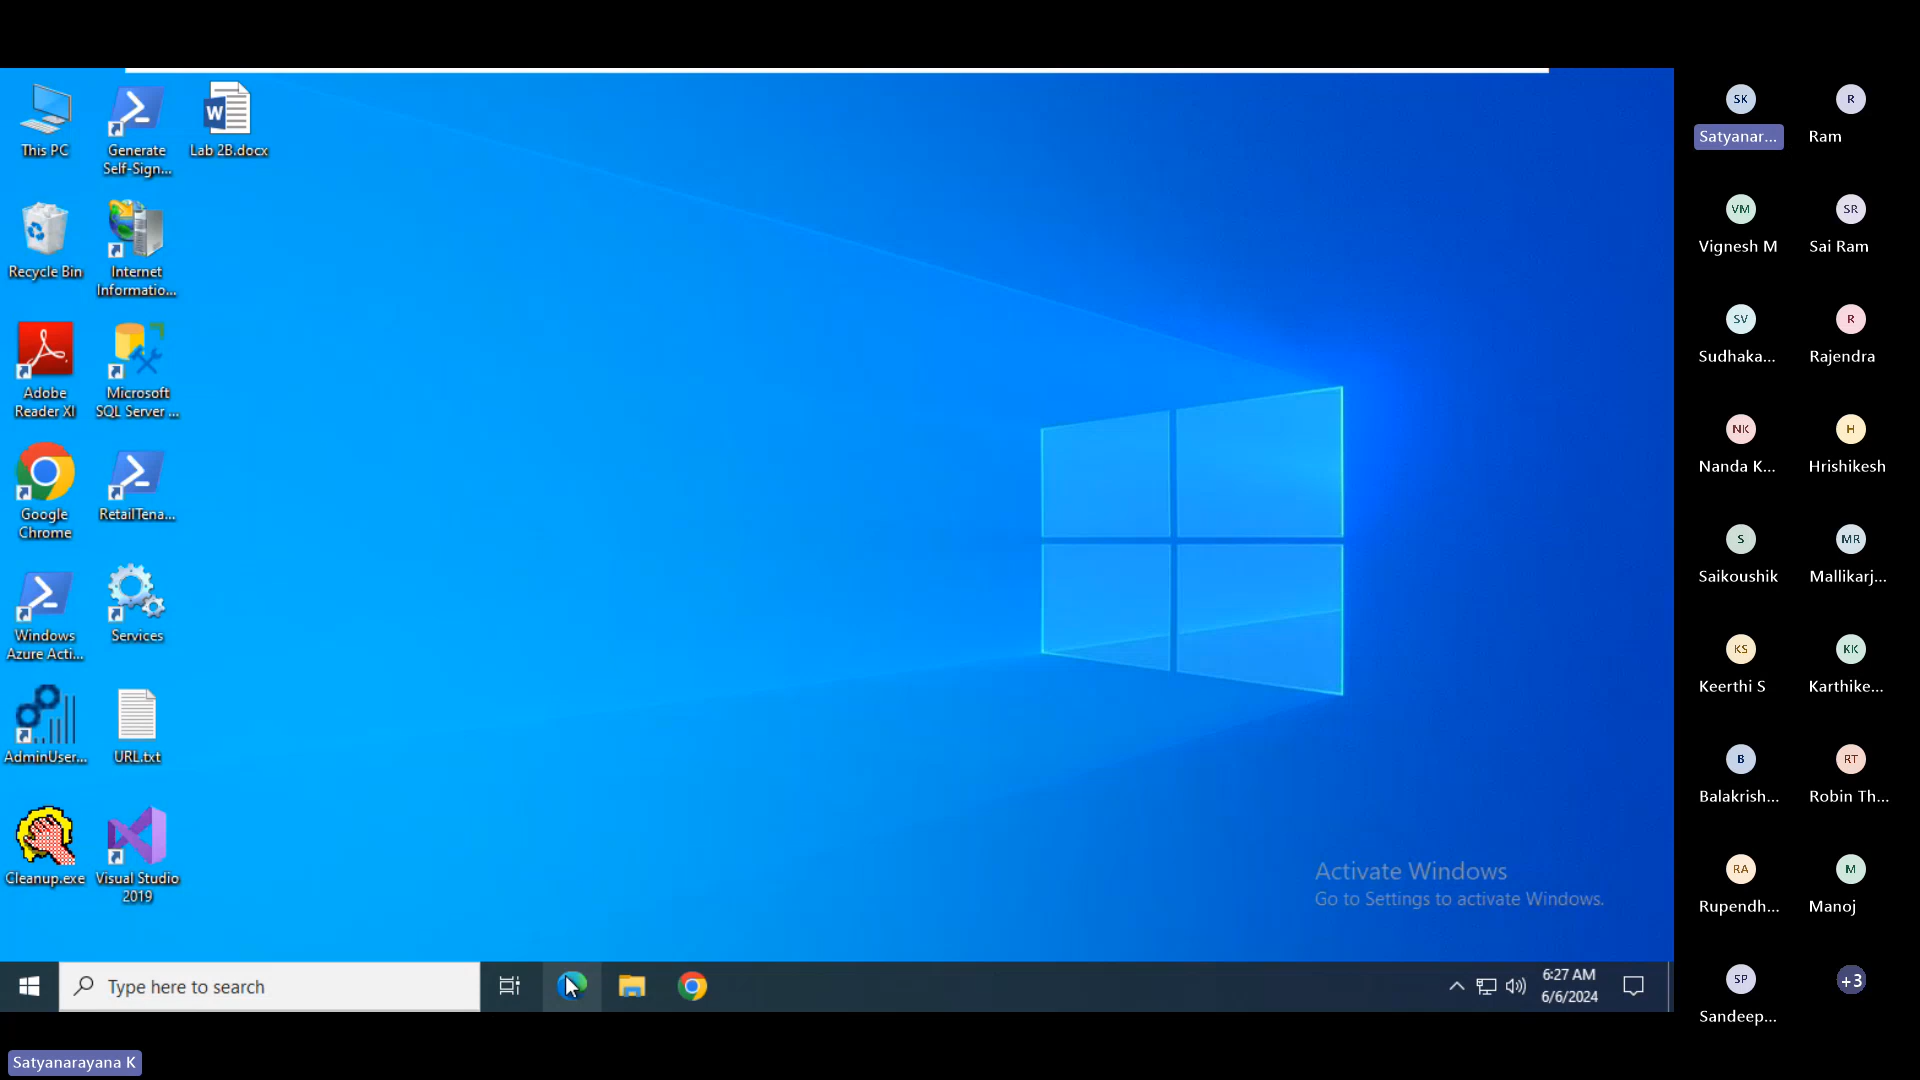 This PC
Generate
Self-Sign...
W
Lab 2B.docx
Recycle Bin
Internet
Informatio...
Adobe
Reader XI
Microsoft
SQL Server ...
Google
Chrome
RetailTena...
Windows
Azure Acti...
Services
AdminUser...
URL.txt
Cleanup.exe
Visual Studio
2019
Activate Windows
Go to Settings to activate Windows.
Type here to search
6:27 AM
6/6/2024
SK
Satyanar...
R
Ram
VM
Vignesh M
SR
Sai Ram
SV
Sudhaka...
R
Rajendra
NK
Nanda K...
H
Hrishikesh
S
Saikoushik
MR
Mallikarj...
KS
Keerthi S
KK
Karthike...
B
Balakrish...
RT
Robin Th...
RA
Rupendh...
M
Manoj
SP
Sandeep...
+3
Satyanarayana K